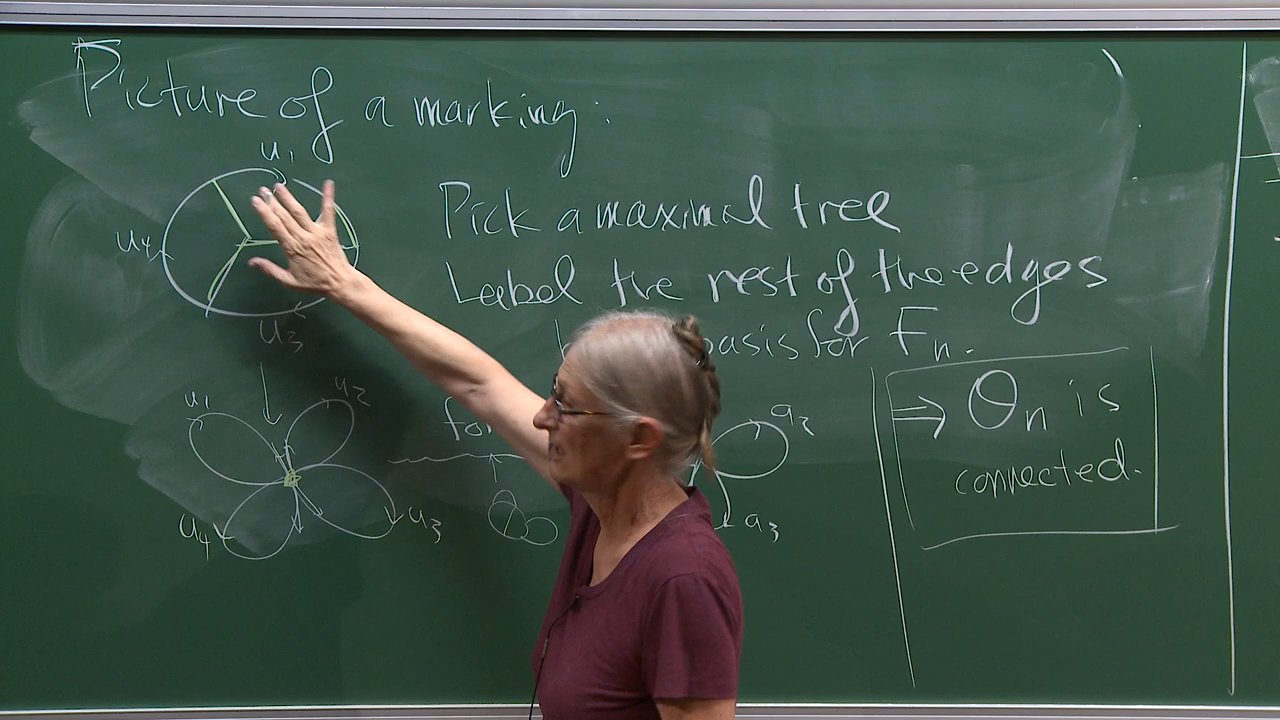 Picture of a marking:
u₁
u₄
u₃
Pick a maximal tree
Label the rest of the edges
basis for Fₙ.
u₁ u₂
u₄ u₃
a₂
a₃
⇒ Θₙ is
connected.